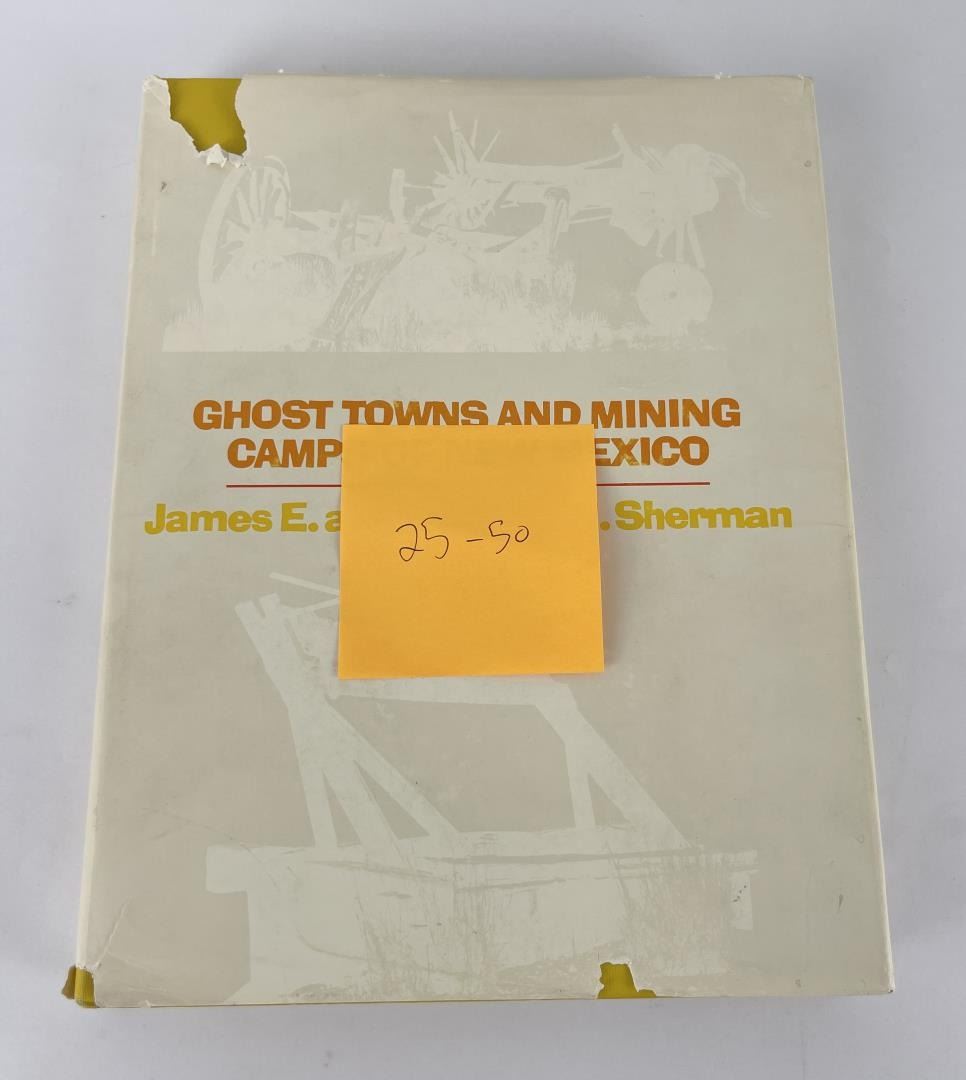 GHOST TOWNS AND MINING
CAMP EXICO
James E. a . Sherman
25-50